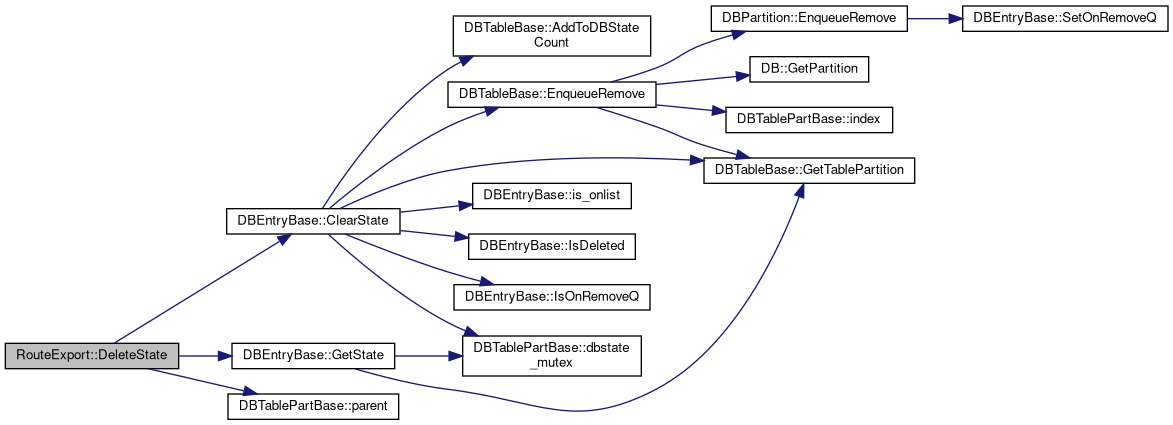 RouteExport::DeleteState
DBEntryBase::ClearState
DBTableBase::AddToDBState
Count
DBTableBase::EnqueueRemove
DBPartition::EnqueueRemove
DBEntryBase::SetOnRemoveQ
DB::GetPartition
DBTablePartBase::index
DBTableBase::GetTablePartition
DBEntryBase::is_onlist
DBEntryBase::IsDeleted
DBEntryBase::IsOnRemoveQ
DBTablePartBase::dbstate
_mutex
DBEntryBase::GetState
DBTablePartBase::parent